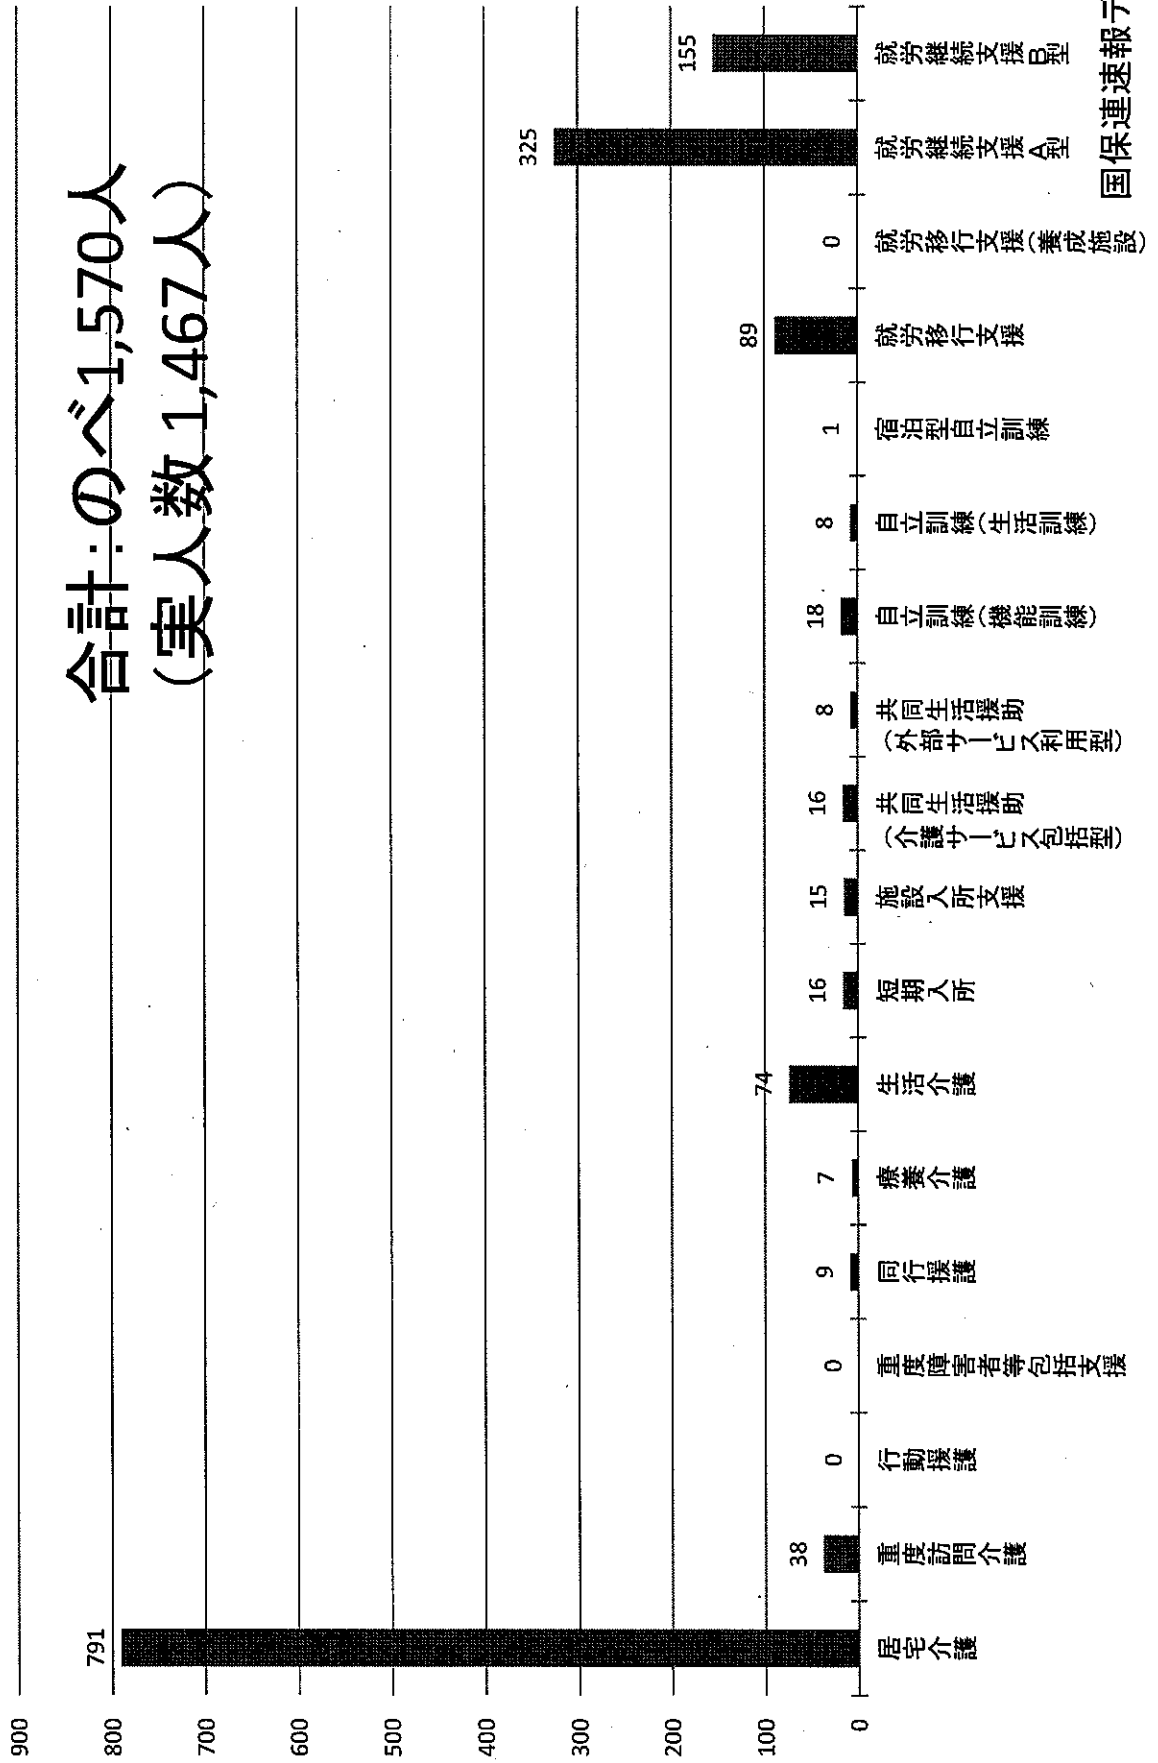 合計：のべ1,570人
（実人数 1,467人）
900
800
700
600
500
400
300
200
100
0
791
38
0
0
9
7
74
16
15
16
8
18
8
1
89
0
325
155
居宅介護
重度訪問介護
行動援護
重度障害者等包括支援
同行援護
療養介護
生活介護
短期入所
施設入所支援
共同生活援助
（介護サービス包括型）
共同生活援助
（外部サービス利用型）
自立訓練（機能訓練）
自立訓練（生活訓練）
宿泊型自立訓練
就労移行支援
就労移行支援（養成施設）
就労継続支援A型
就労継続支援B型
国保連速報デ